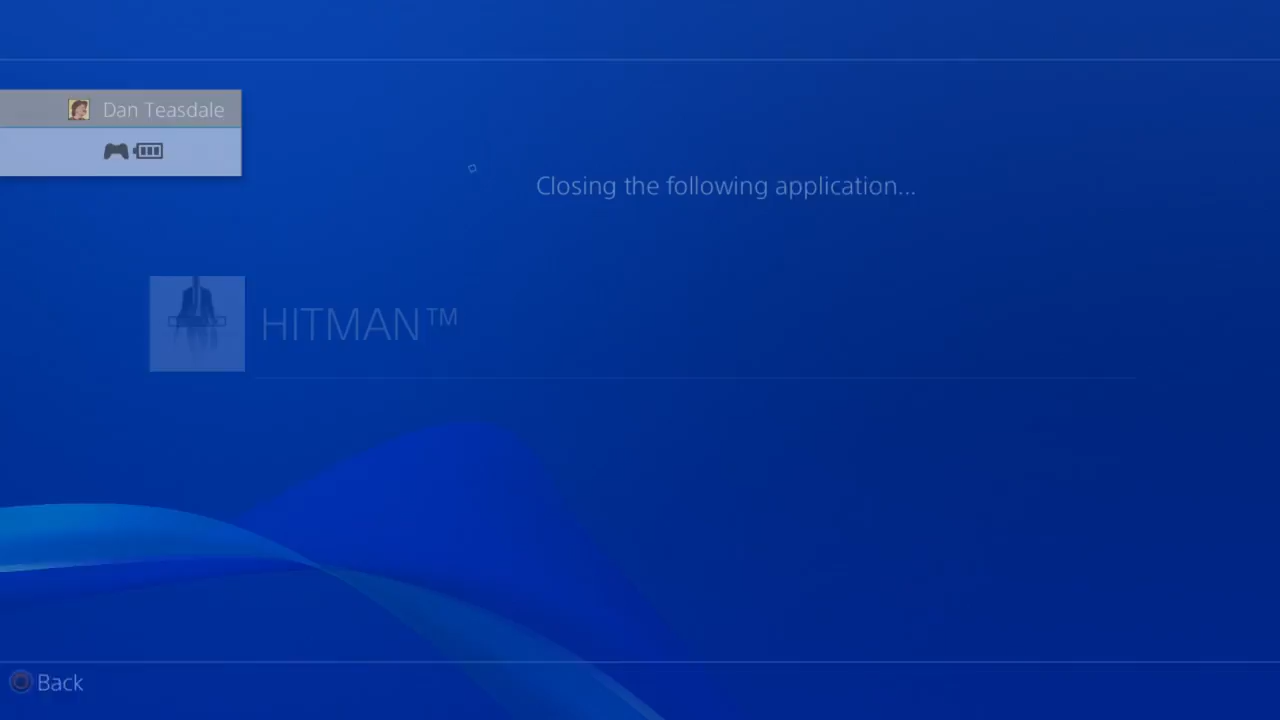 Dan Teasdale
Closing the following application...
HITMAN™
Back